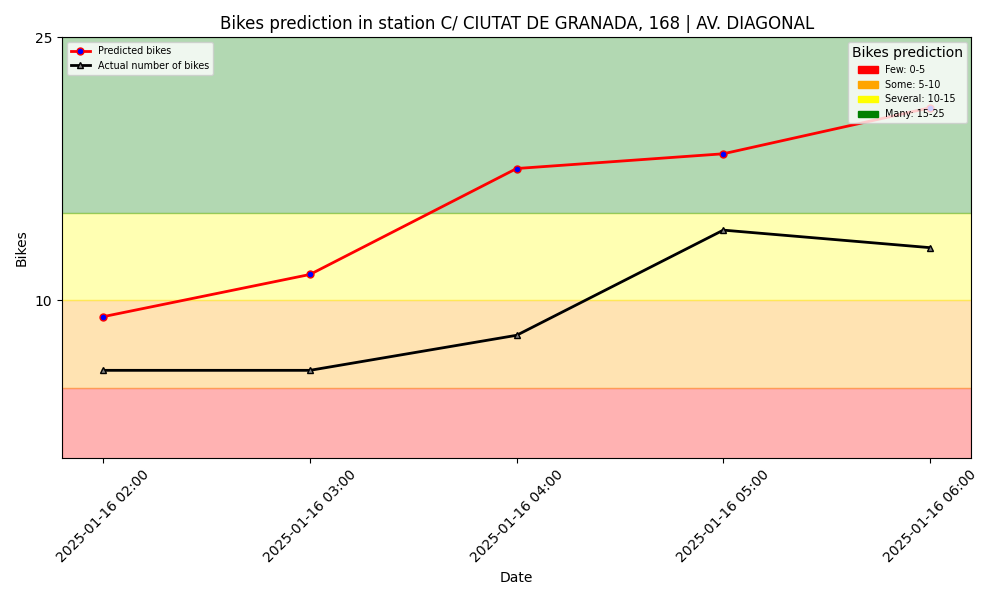 Bikes prediction in station C/ CIUTAT DE GRANADA, 168 | AV. DIAGONAL
25
10
Bikes
Predicted bikes
Actual number of bikes
Bikes prediction
Few: 0-5
Some: 5-10
Several: 10-15
Many: 15-25
2025-01-16 02:00
2025-01-16 03:00
2025-01-16 04:00
2025-01-16 05:00
2025-01-16 06:00
Date